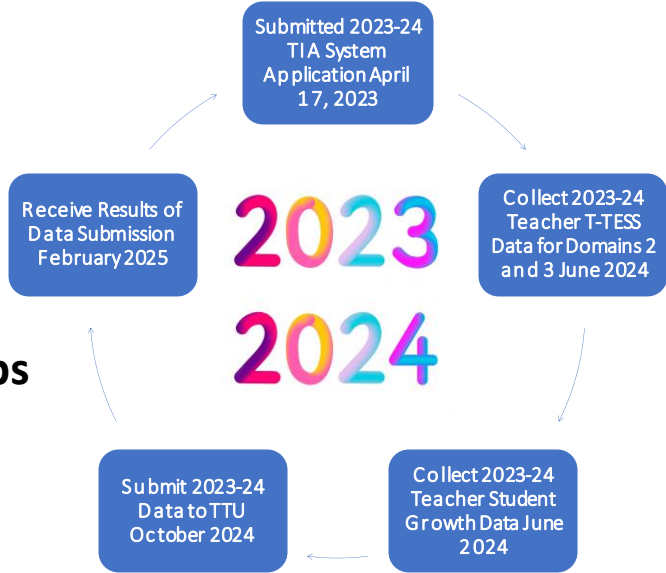 Submitted 2023-24
TIA System
Application April
17, 2023
Collect 2023-24
Teacher T-TESS
Data for Domains 2
and 3 June 2024
Collect 2023-24
Teacher Student
Growth Data June
2024
Submit 2023-24
Data to TTU
October 2024
Receive Results of
Data Submission
February 2025
2023
2024